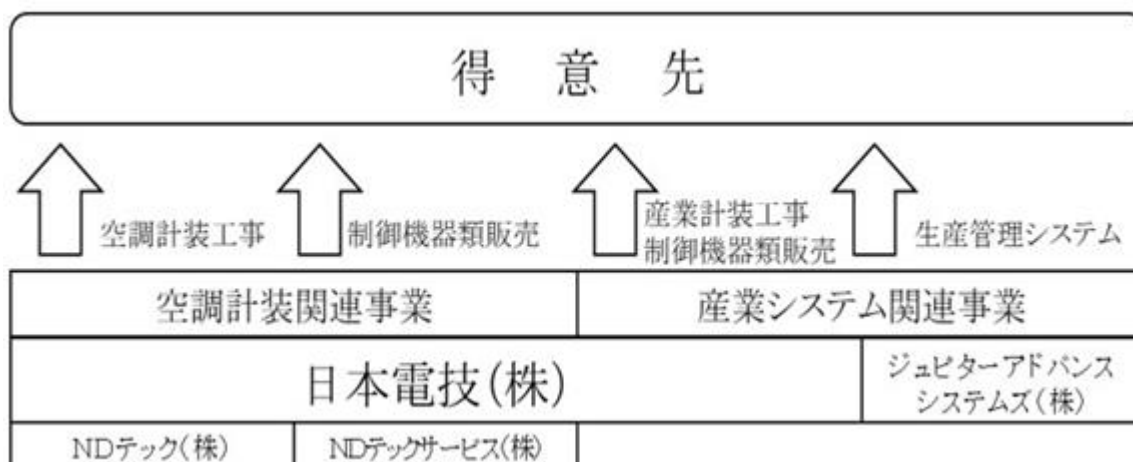 得意先
空調計装工事
制御機器類販売
産業計装工事
制御機器類販売
生産管理システム
空調計装関連事業
産業システム関連事業
日本電技(株)
ジュピターアドバンス
システムズ(株)
NDテック(株)
NDテックサービス(株)